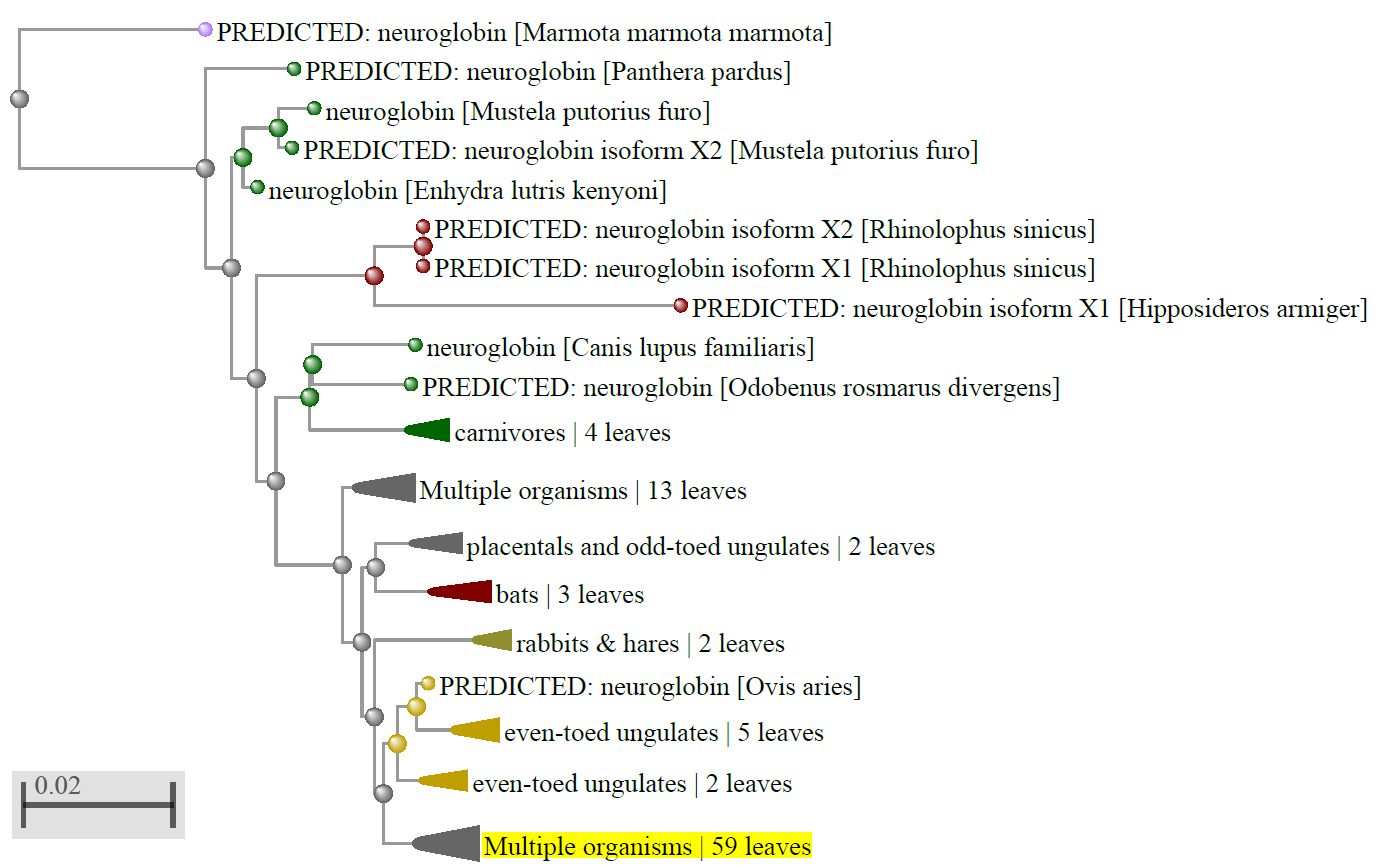 PREDICTED: neuroglobin [Marmota marmota marmota]
PREDICTED: neuroglobin [Panthera pardus]
neuroglobin [Mustela putorius furo]
PREDICTED: neuroglobin isoform X2 [Mustela putorius furo]
neuroglobin [Enhydra lutris kenyoni]
PREDICTED: neuroglobin isoform X2 [Rhinolophus sinicus]
PREDICTED: neuroglobin isoform X1 [Rhinolophus sinicus]
PREDICTED: neuroglobin isoform X1 [Hipposideros armiger]
neuroglobin [Canis lupus familiaris]
PREDICTED: neuroglobin [Odobenus rosmarus divergens]
carnivores | 4 leaves
Multiple organisms | 13 leaves
placentals and odd-toed ungulates | 2 leaves
bats | 3 leaves
rabbits & hares | 2 leaves
PREDICTED: neuroglobin [Ovis aries]
even-toed ungulates | 5 leaves
even-toed ungulates | 2 leaves
0.02
Multiple organisms | 59 leaves